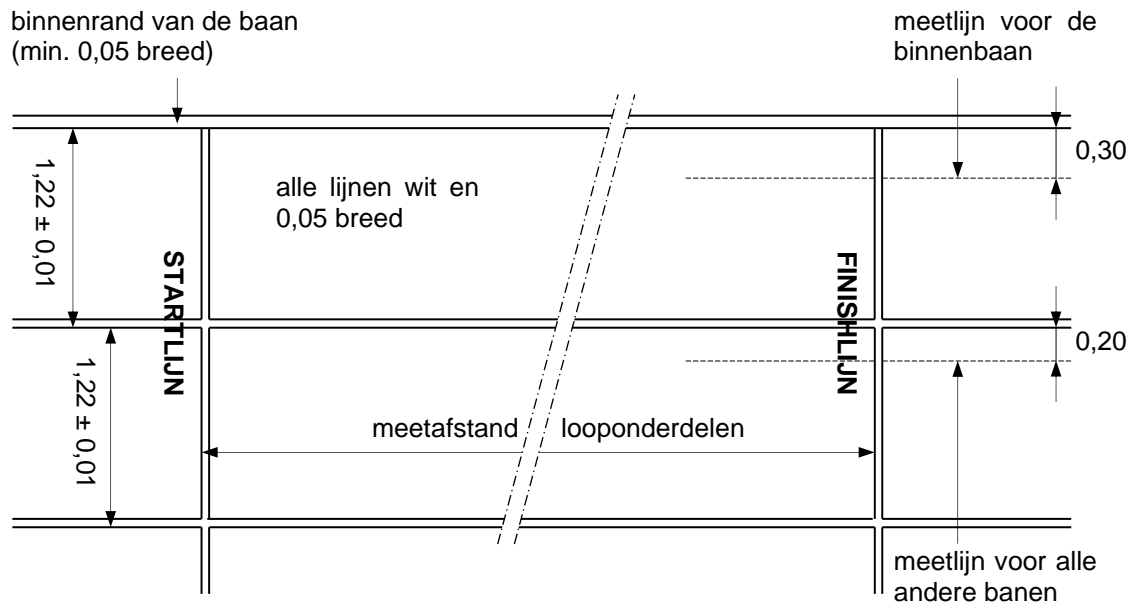 binnenrand van de baan
(min. 0,05 breed)
meetlijn voor de
binnenbaan
0,30
1,22 ± 0,01
alle lijnen wit en
0,05 breed
STARTLIJN
FINISHLIJN
0,20
1,22 ± 0,01
meetafstand looponderdelen
meetlijn voor alle
andere banen